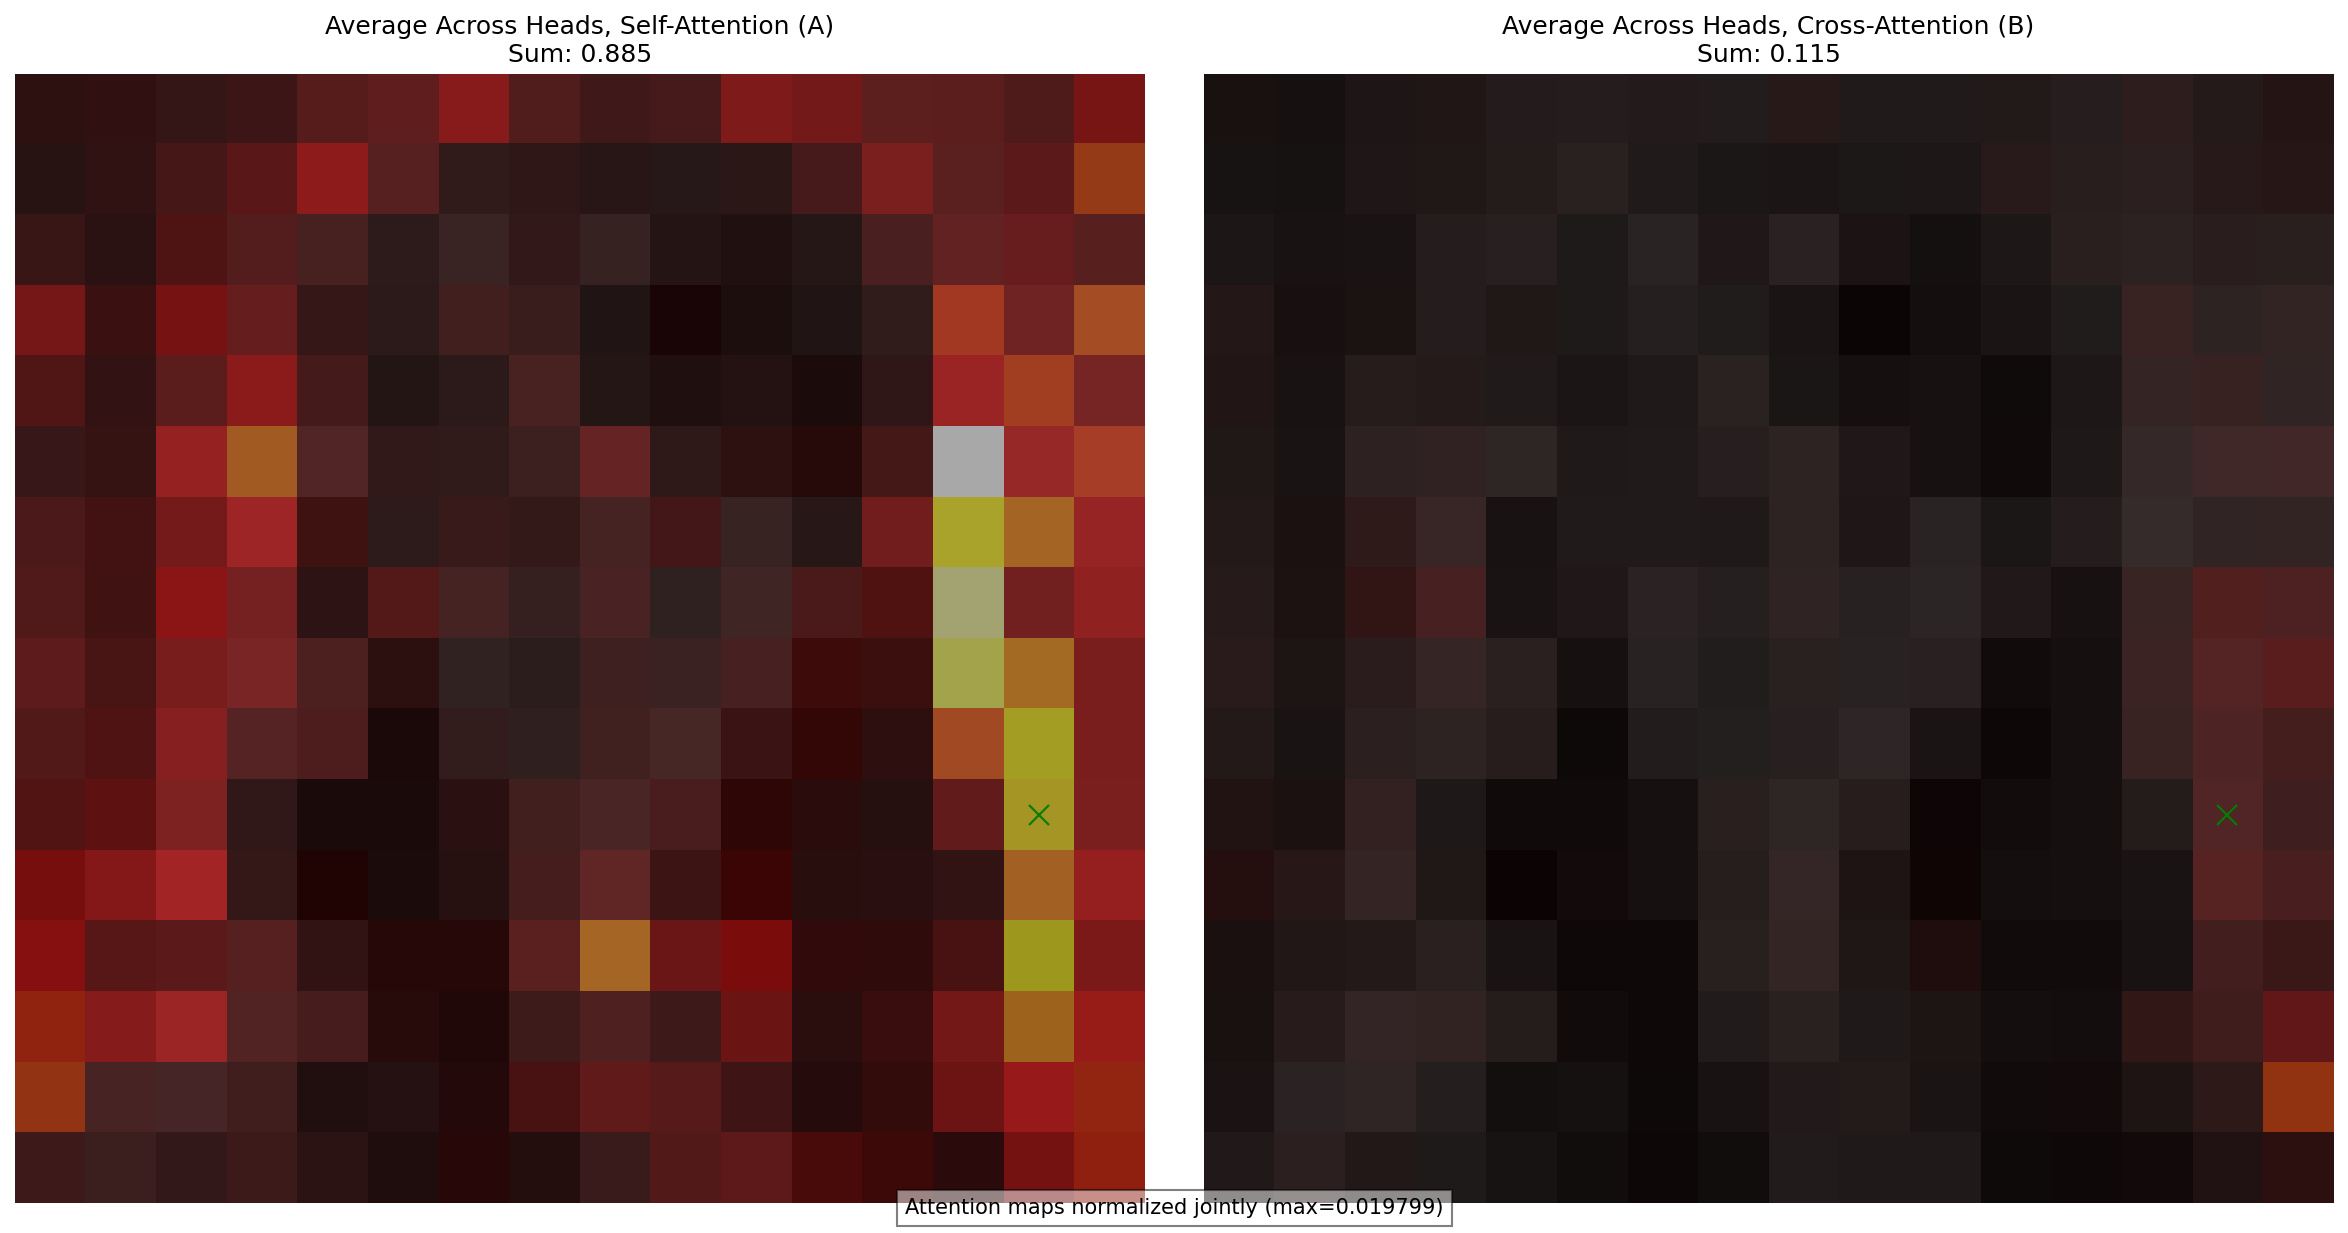 Average Across Heads, Self-Attention (A)
Sum: 0.885
Average Across Heads, Cross-Attention (B)
Sum: 0.115
Attention maps normalized jointly (max=0.019799)